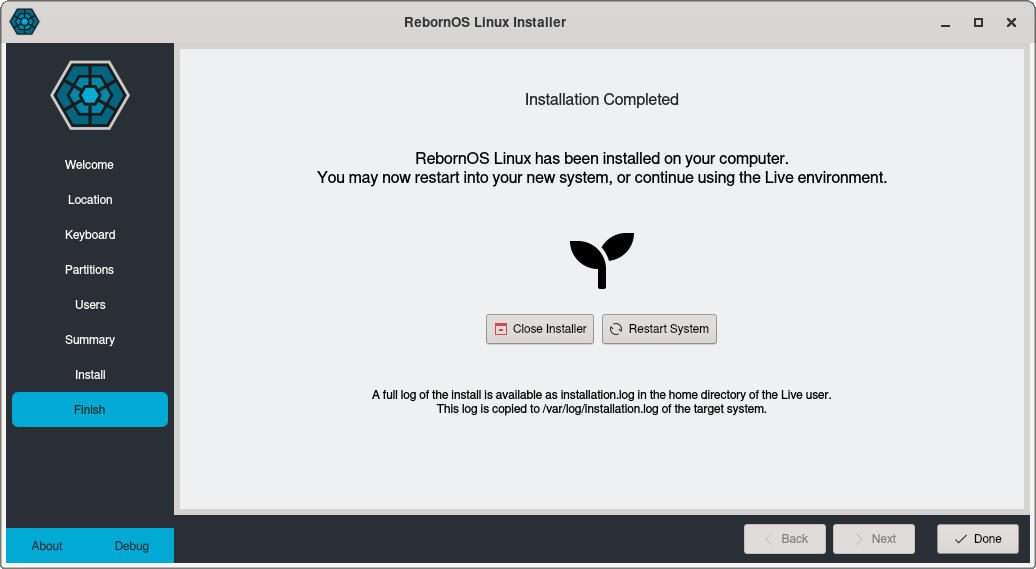 RebornOS Linux Installer
Welcome
Location
Keyboard
Partitions
Users
Summary
Install
Finish
About
Debug
Installation Completed
RebornOS Linux has been installed on your computer.
You may now restart into your new system, or continue using the Live environment.
Close Installer
Restart System
A full log of the install is available as installation.log in the home directory of the Live user.
This log is copied to /var/log/installation.log of the target system.
Back
Next
Done